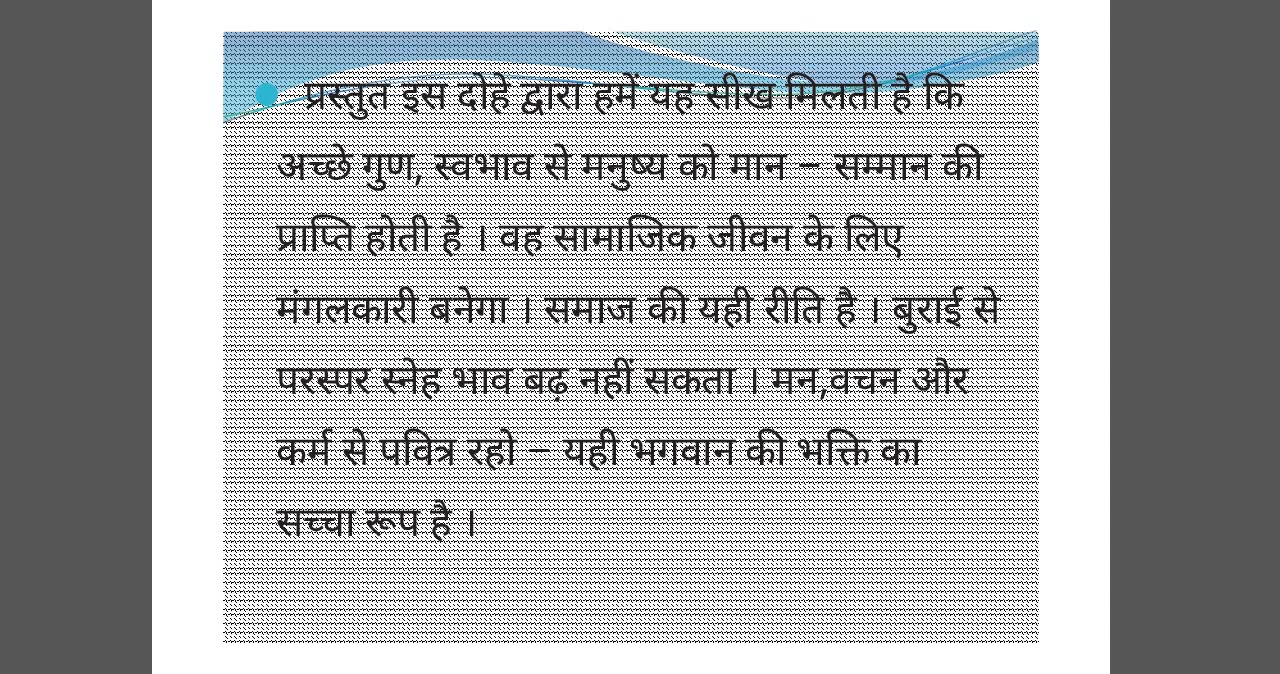 प्रस्तुत इस दोहे द्वारा हमें यह सीख मिलती है कि
अच्छे गुण, स्वभाव से मनुष्य को मान – सम्मान की
प्राप्ति होती है । वह सामाजिक जीवन के लिए
मंगलकारी बनेगा । समाज की यही रीति है । बुराई से
परस्पर स्नेह भाव बढ़ नहीं सकता । मन,वचन और
कर्म से पवित्र रहो – यही भगवान की भक्ति का
सच्चा रूप है ।